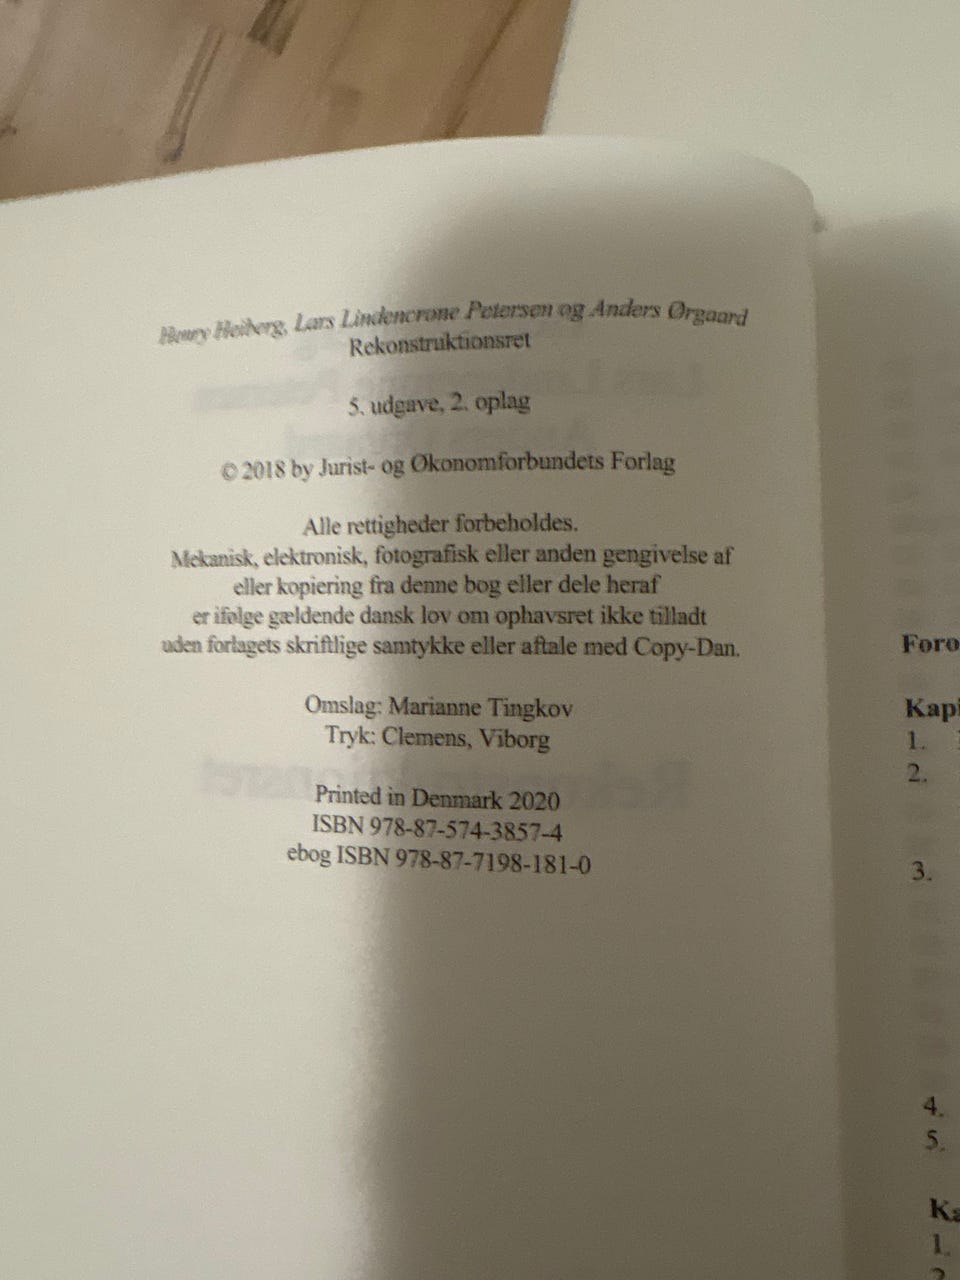 Henry Heiberg, Lars Lindencrone Petersen og Anders Ørgaard
Rekonstruktionsret
5. udgave, 2. oplag
© 2018 by Jurist- og Økonomforbundets Forlag
Alle rettigheder forbeholdes.
Mekanisk, elektronisk, fotografisk eller anden gengivelse af
eller kopiering fra denne bog eller dele heraf
er ifølge gældende dansk lov om ophavsret ikke tilladt
uden forlagets skriftlige samtykke eller aftale med Copy-Dan.
Omslag: Marianne Tingkov
Tryk: Clemens, Viborg
Printed in Denmark 2020
ISBN 978-87-574-3857-4
ebog ISBN 978-87-7198-181-0
Foro
Kapi
1.
2.
3.
4.
5.
Ka
1.
2.